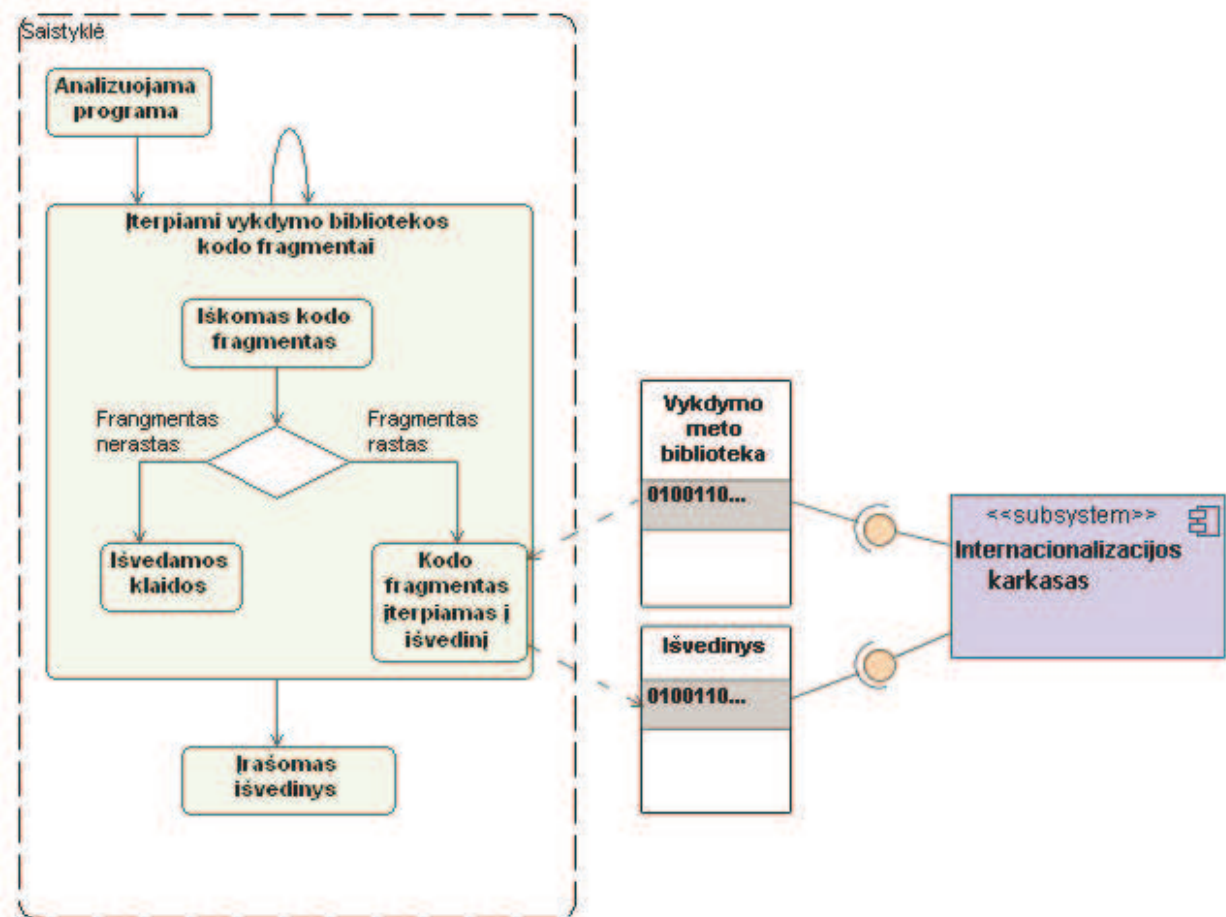 Saistyklė
Analizuojama
programa
Įterpiami vykdymo bibliotekos
kodo fragmentai
Iškomas kodo
fragmentas
Frangmentas
nerastas
Fragmentas
rastas
Išvedamos
klaidos
Kodo
fragmentas
įterpiamas į
išvedinį
Įrašomas
išvedinys
Vykdymo
meto
biblioteka
0100110...
Išvedinys
0100110...
<<subsystem>>
Internacionalizacijos
karkasas